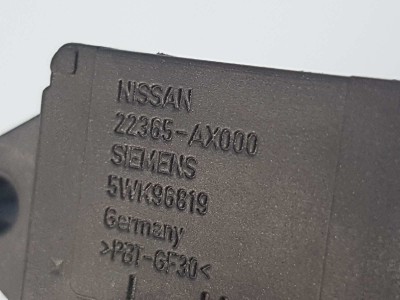 NISSAN
22365-AX000
SIEMENS
5WK96819
Germany
>PBT-GF30<